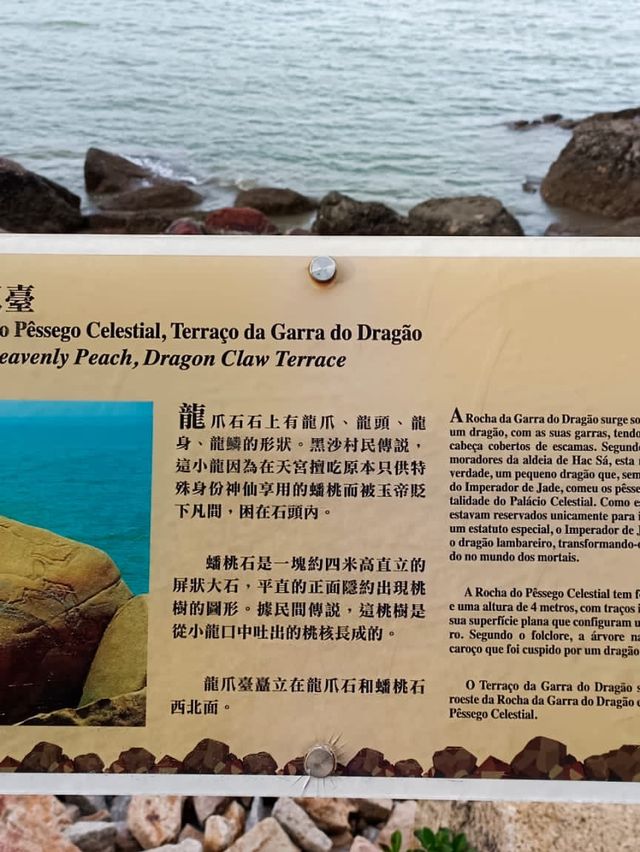 臺
o Pêssego Celestial, Terraço da Garra do Dragão
eavenly Peach, Dragon Claw Terrace
龍爪石石上有龍爪、龍頭、龍
身、龍鱗的形狀。黑沙村民傳說，
這小龍因為在天宮擅吃原本只供特
殊身份神仙享用的蟠桃而被玉帝貶
下凡間，困在石頭內。
蟠桃石是一塊約四米高直立的
屏狀大石，平直的正面隱約出現桃
樹的圖形。據民間傳說，這桃樹是
從小龍口中吐出的桃核長成的。
龍爪臺矗立在龍爪石和蟠桃石
西北面。
A Rocha da Garra do Dragão surge so
um dragão, com as suas garras, tendo
cabeça cobertos de escamas. Segundo
moradores da aldeia de Hac Sá, esta
verdade, um pequeno dragão que, sem
do Imperador de Jade, comeu os pêsse
talidade do Palácio Celestial. Como es
estavam reservados unicamente para i
um estatuto especial, o Imperador de J
o dragão lambareiro, transformando-o
do no mundo dos mortais.
A Rocha do Pêssego Celestial tem fo
e uma altura de 4 metros, com traços i
sua superfície plana que configuram u
ro. Segundo o folclore, a árvore na
caroço que foi cuspido por um dragão
O Terraço da Garra do Dragão s
roeste da Rocha da Garra do Dragão e
Pêssego Celestial.